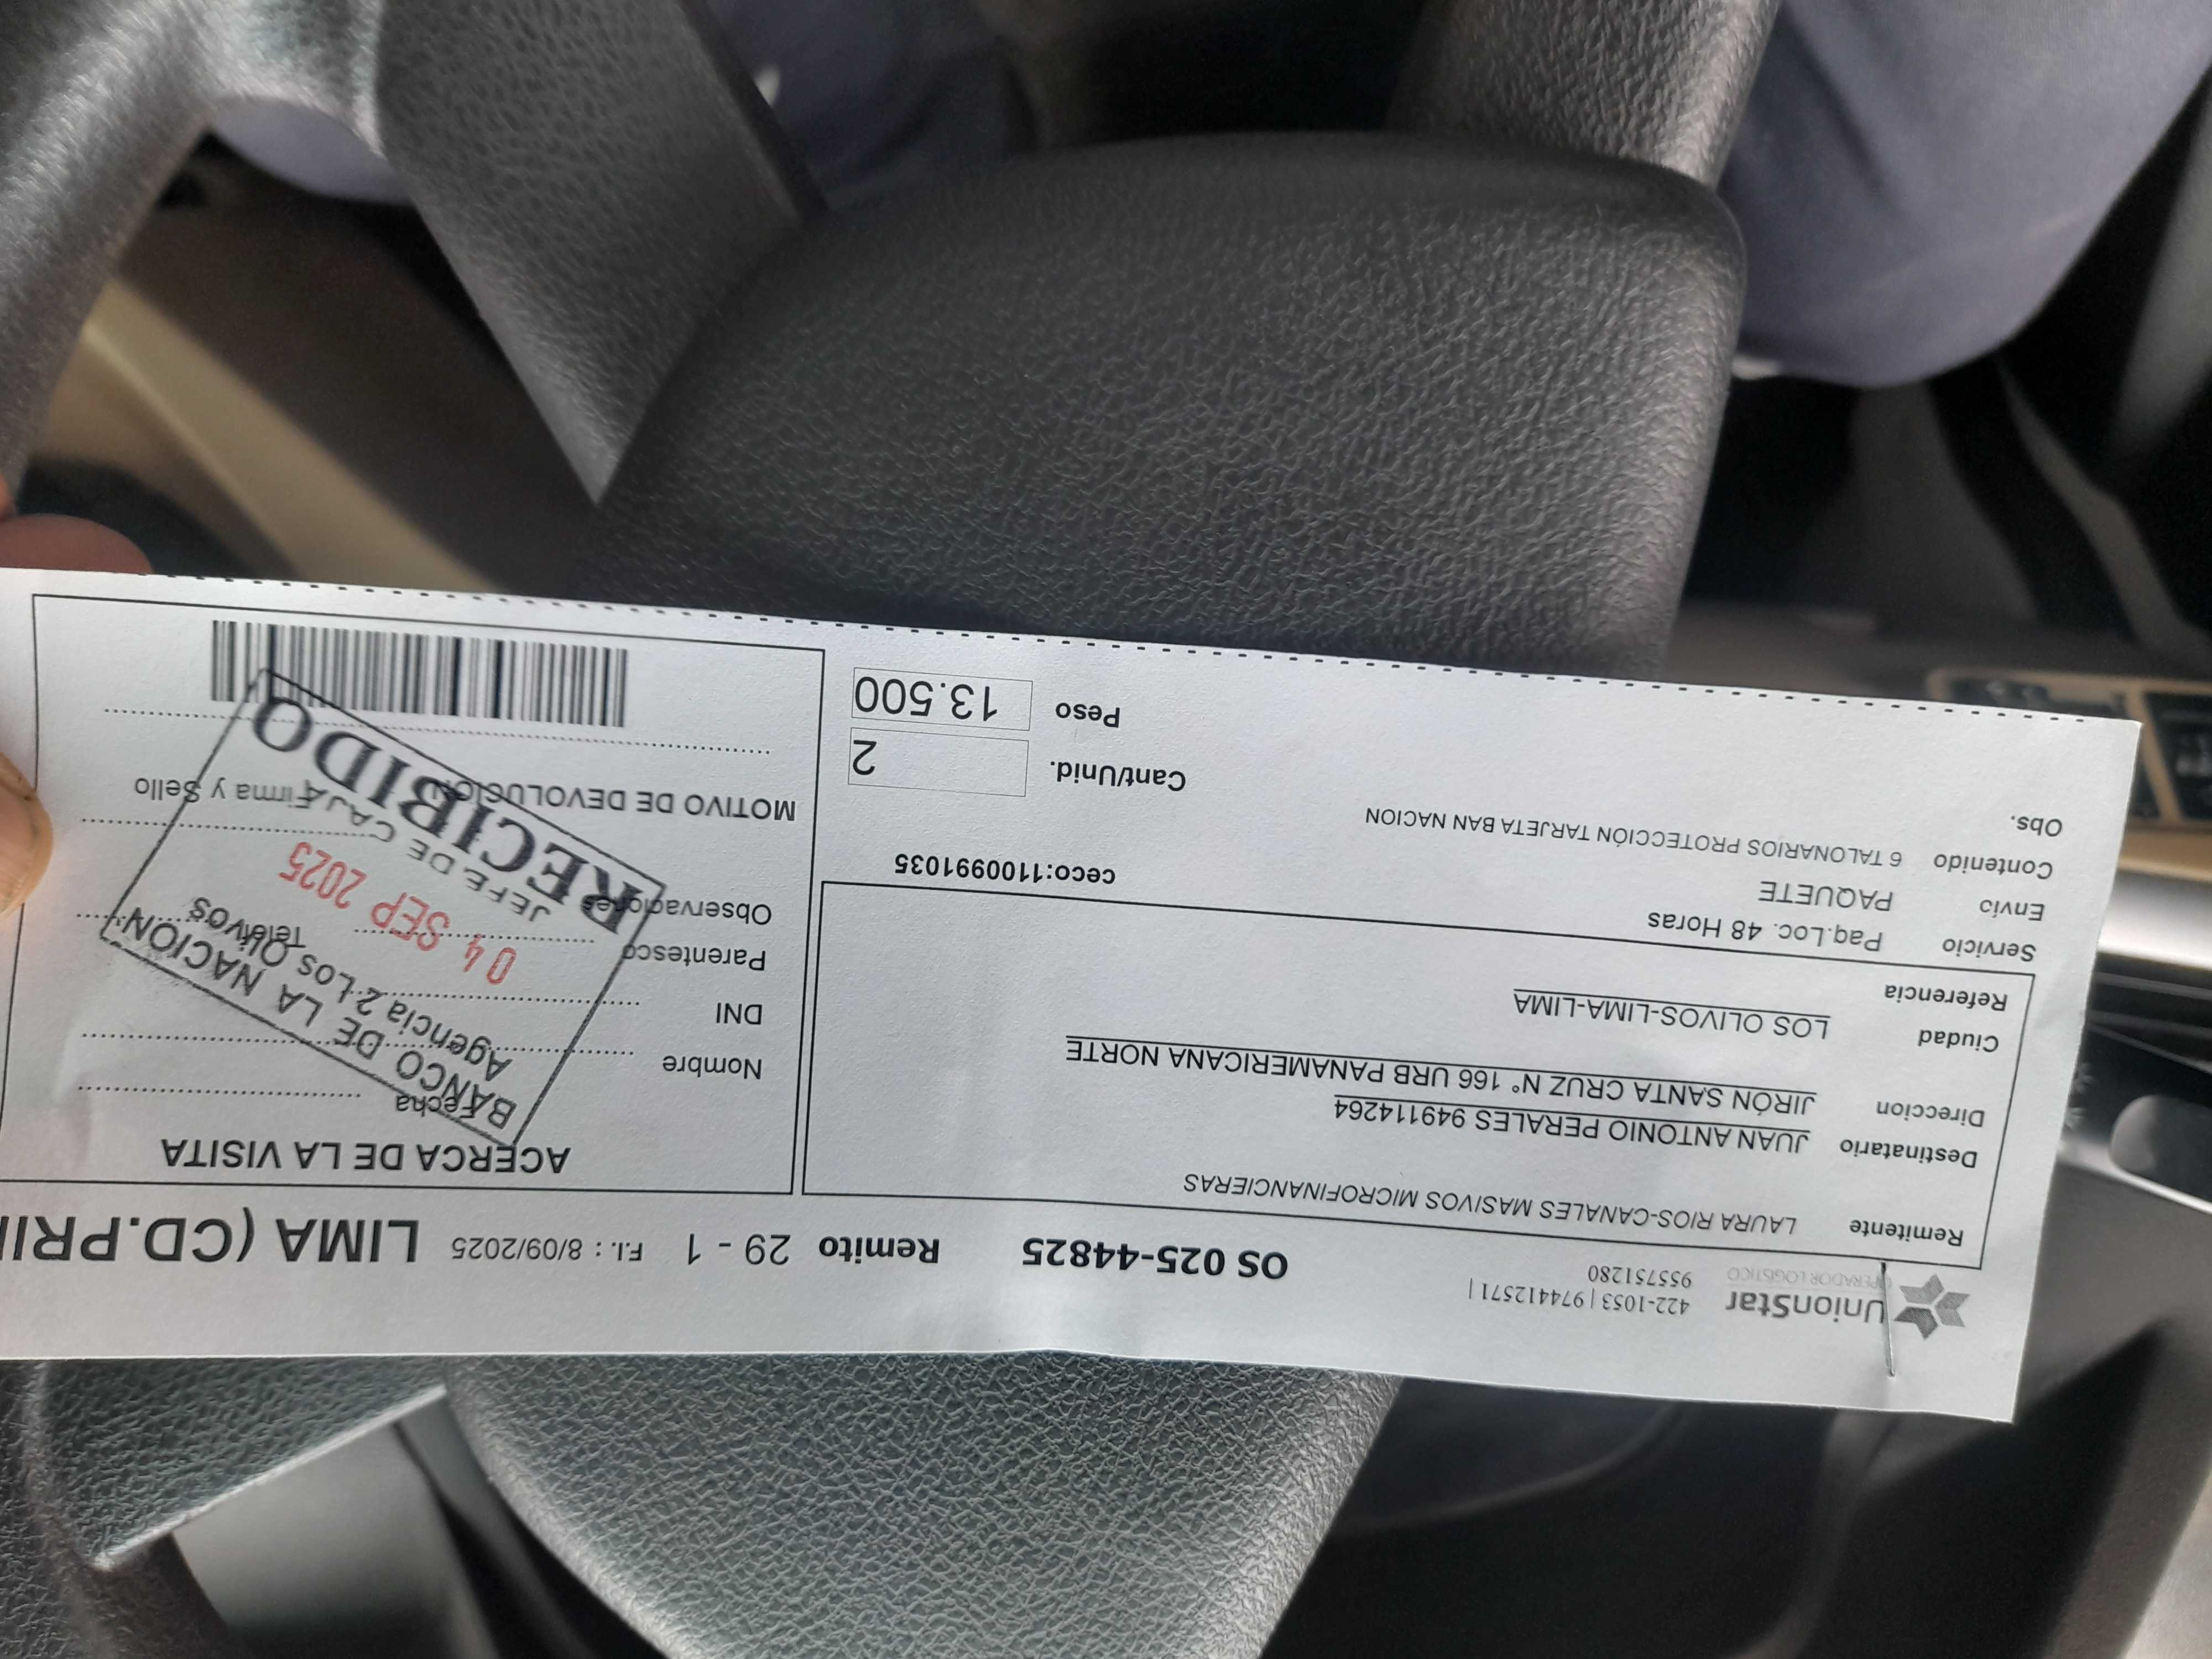 UnionStar
OPERADOR LOGISTICO
422-1053 | 974412571 |
955751280
OS 025-44825
Remito 29 - 1
F.I. : 8/09/2025
LIMA (CD.PRI
Remitente LAURA RIOS-CANALES MASIVOS MICROFINANCIERAS
Destinatario JUAN ANTONIO PERALES 949114264
Direccion JIRÓN SANTA CRUZ N° 166 URB PANAMERICANA NORTE
Ciudad LOS OLIVOS-LIMA-LIMA
Referencia
Servicio Paq.Loc. 48 Horas
Envio PAQUETE
Contenido 6 TALONARIOS PROTECCIÓN TARJETA BAN NACION
Obs.
ceco:1100991035
Cant/Unid. 2
Peso 13.500
ACERCA DE LA VISITA
Fecha
Nombre
DNI
Parentesco
Observaciones
MOTIVO DE DEVOLUCION
Firma y Sello
BANCO DE LA NACION
Agencia 2 Los Olivos
04 SEP 2025
JEFE DE CAJA
RECIBIDO